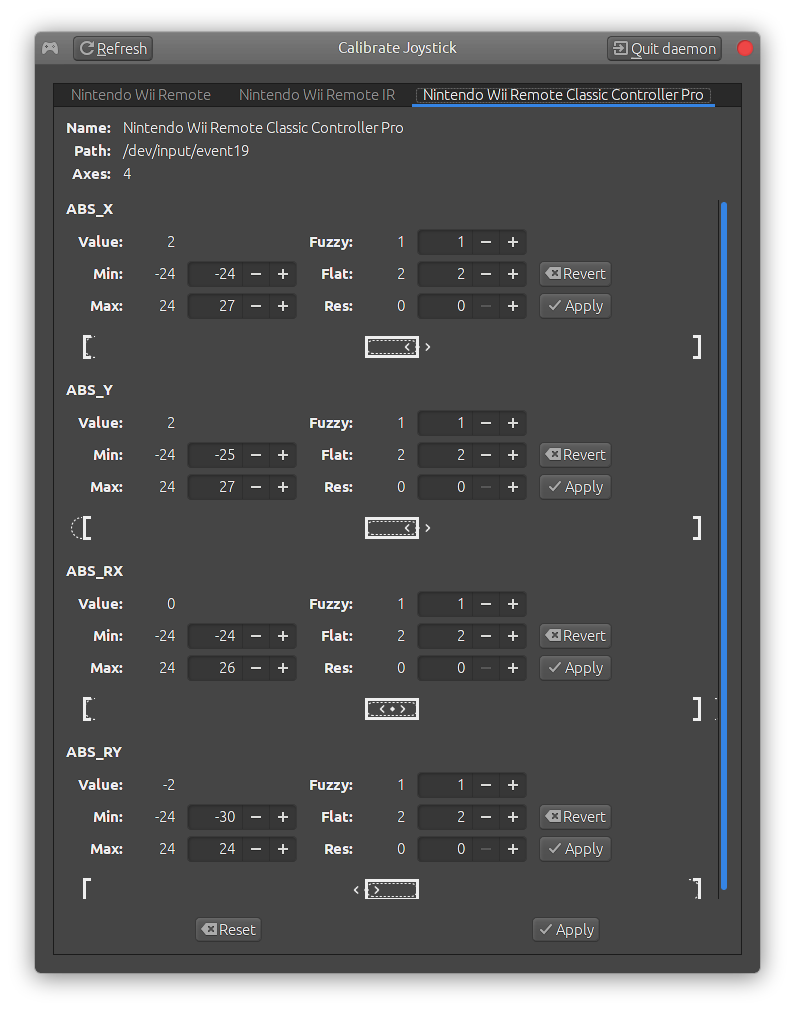 Refresh Calibrate Joystick Quit daemon
Nintendo Wii Remote Nintendo Wii Remote IR Nintendo Wii Remote Classic Controller Pro
Name: Nintendo Wii Remote Classic Controller Pro
Path: /dev/input/event19
Axes: 4
ABS_X
Value: 2 Fuzzy: 1 1 − +
Min: -24 -24 − + Flat: 2 2 − + Revert
Max: 24 27 − + Res: 0 0 − + Apply
ABS_Y
Value: 2 Fuzzy: 1 1 − +
Min: -24 -25 − + Flat: 2 2 − + Revert
Max: 24 27 − + Res: 0 0 − + Apply
ABS_RX
Value: 0 Fuzzy: 1 1 − +
Min: -24 -24 − + Flat: 2 2 − + Revert
Max: 24 26 − + Res: 0 0 − + Apply
ABS_RY
Value: -2 Fuzzy: 1 1 − +
Min: -24 -30 − + Flat: 2 2 − + Revert
Max: 24 24 − + Res: 0 0 − + Apply
Reset Apply